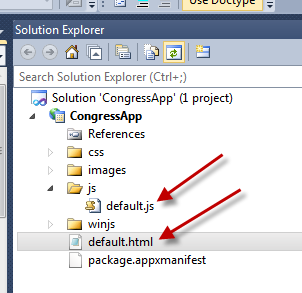 Use Doctype
Solution Explorer
Search Solution Explorer (Ctrl+;)
Solution 'CongressApp' (1 project)
CongressApp
References
css
images
js
default.js
winjs
default.html
package.appxmanifest